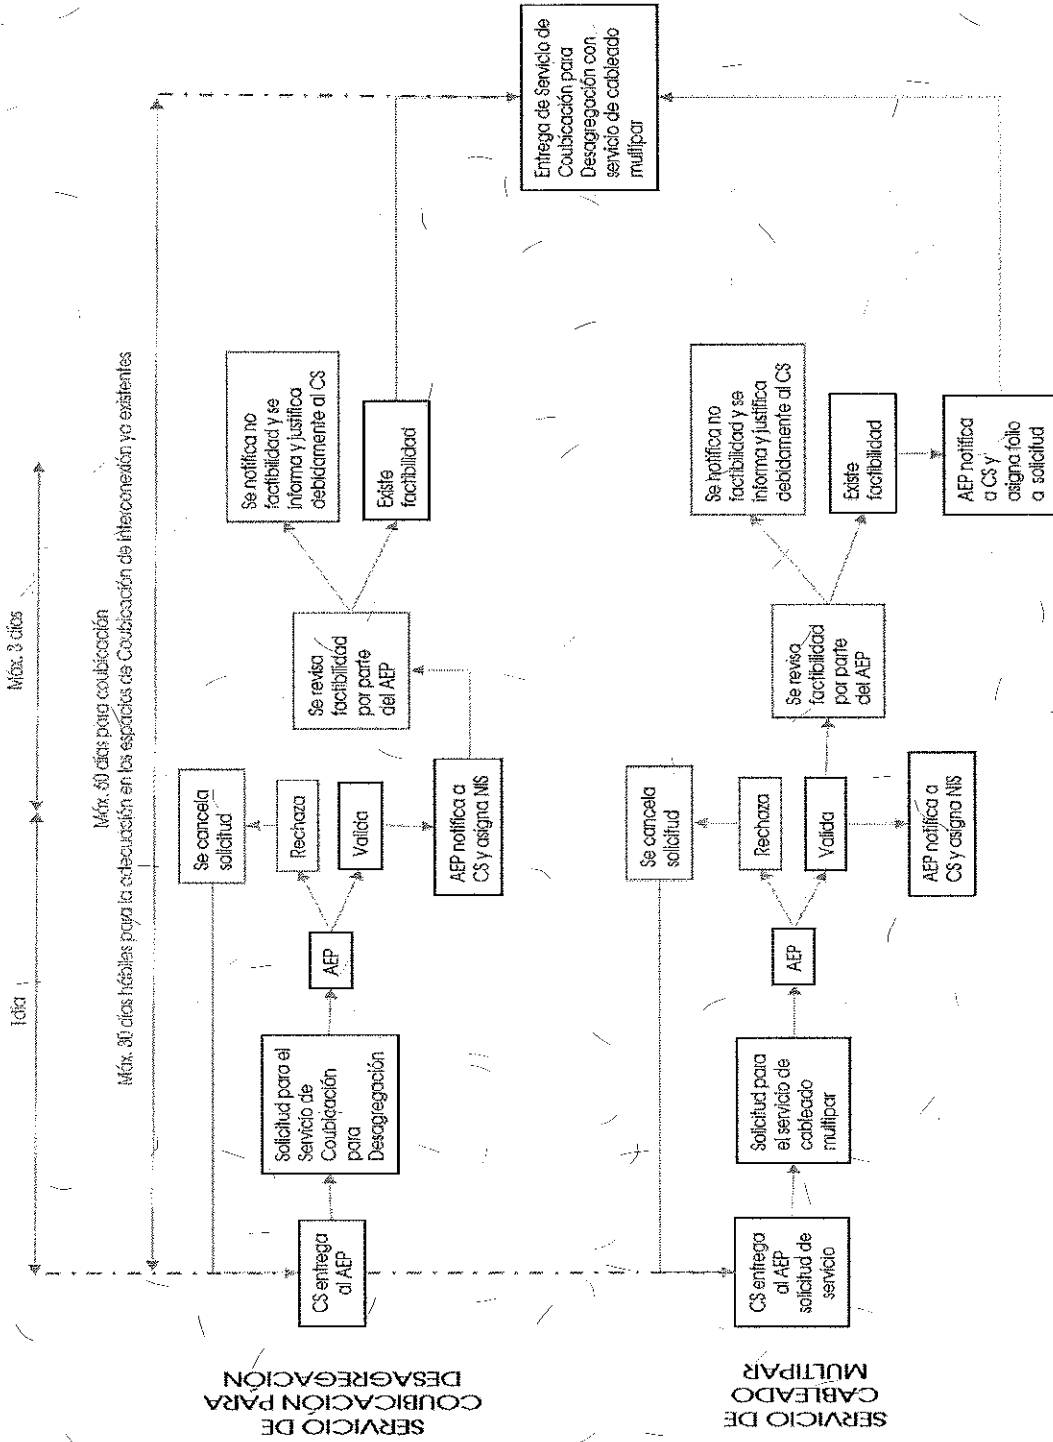 1 día
Máx. 3 días
Máx. 60 días para coubicación
Máx. 30 días hábiles para la adecuación en los espacios de Coubicación de interconexión ya existentes
SERVICIO DE
COUBICACIÓN PARA
DESAGREGACIÓN
CS entrega
al AEP
Solicitud para el
Servicio de
Coubicación
para
Desagregación
AEP
Se cancela
solicitud
Rechaza
Valida
AEP notifica a
CS y asigna NIS
Se revisa
factibilidad
por parte
del AEP
Se notifica no
factibilidad y se
informa y justifica
debidamente al CS
Existe
factibilidad
Entrega de Servicio de
Coubicación para
Desagregación con
servicio de cableado
multipar
SERVICIO DE
CABLEADO
MULTIPAR
CS entrega
al AEP
solicitud de
servicio
Solicitud para
el servicio de
cableado
multipar
AEP
Se cancela
solicitud
Rechaza
Valida
AEP notifica a
CS y asigna NIS
Se revisa
factibilidad
por parte
del AEP
Se notifica no
factibilidad y se
informa y justifica
debidamente al CS
Existe
factibilidad
AEP notifica
a CS y
asigna folio
a solicitud